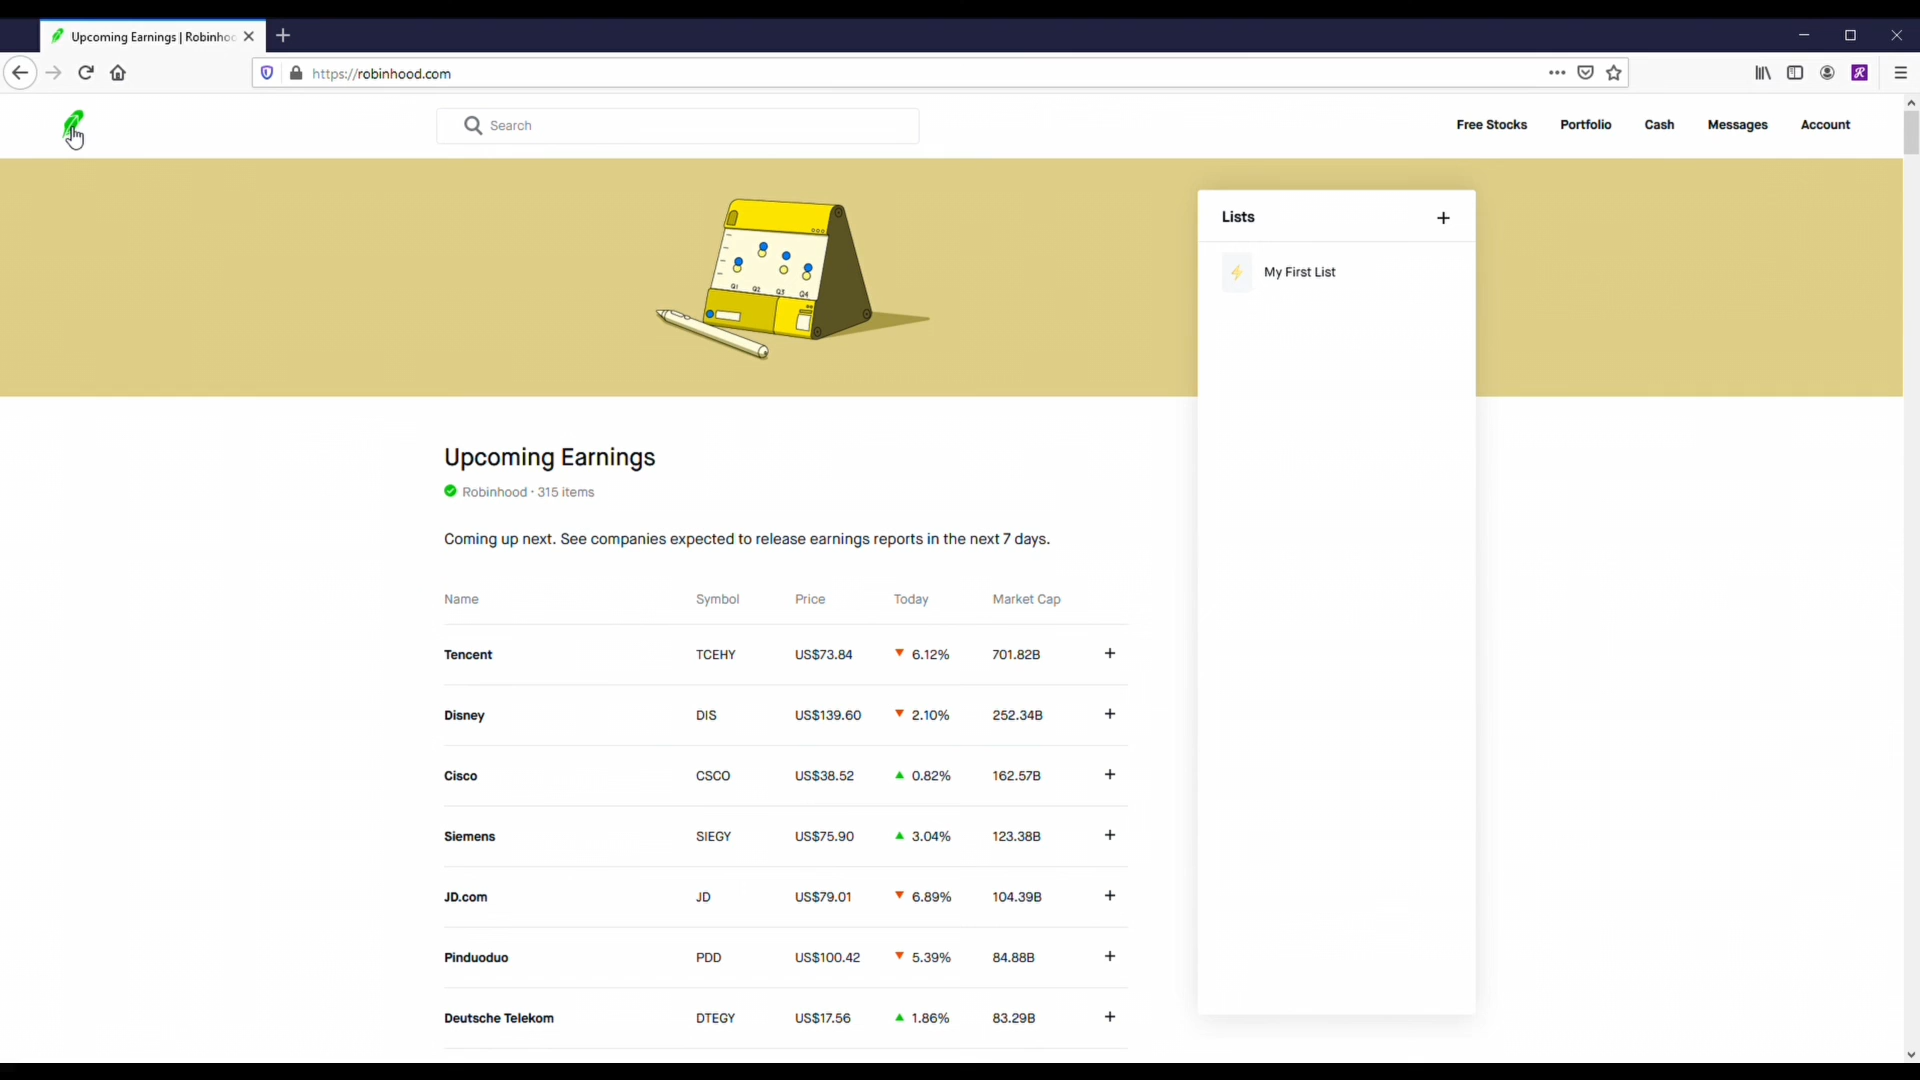 Upcoming Earnings | Robinhoo
https://robinhood.com
Search
Free Stocks
Portfolio
Cash
Messages
Account
Q1 Q2 Q3 Q4
Lists
My First List
Upcoming Earnings
Robinhood · 315 items
Coming up next. See companies expected to release earnings reports in the next 7 days.
Name Symbol Price Today Market Cap
Tencent TCEHY US$73.84 6.12% 701.82B
Disney DIS US$139.60 2.10% 252.34B
Cisco CSCO US$38.52 0.82% 162.57B
Siemens SIEGY US$75.90 3.04% 123.38B
JD.com JD US$79.01 6.89% 104.39B
Pinduoduo PDD US$100.42 5.39% 84.88B
Deutsche Telekom DTEGY US$17.56 1.86% 83.29B